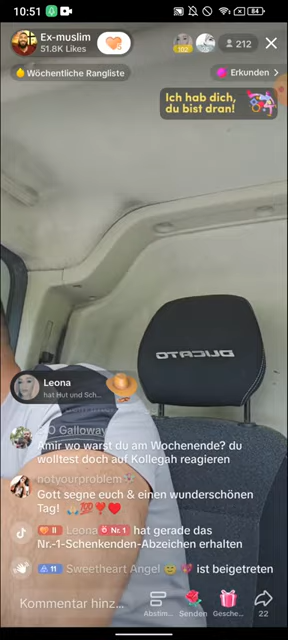 10:51
84
Ex-muslim
51.8K Likes
212
Wöchentliche Rangliste
Erkunden
Ich hab dich,
du bist dran!
DUCATO
Leona
hat Hut und Sch...
Galloway
Amir wo warst du am Wochenende? du
wolltest doch auf Kollegah reagieren
notyourproblem
Gott segne euch & einen wunderschönen
Tag! 🙏💯❣️❤️
II Leona Nr. 1 hat gerade das
Nr.-1-Schenkenden-Abzeichen erhalten
11 Sweetheart Angel ist beigetreten
Kommentar hinz...
Abstim...
Senden
Gesche...
22